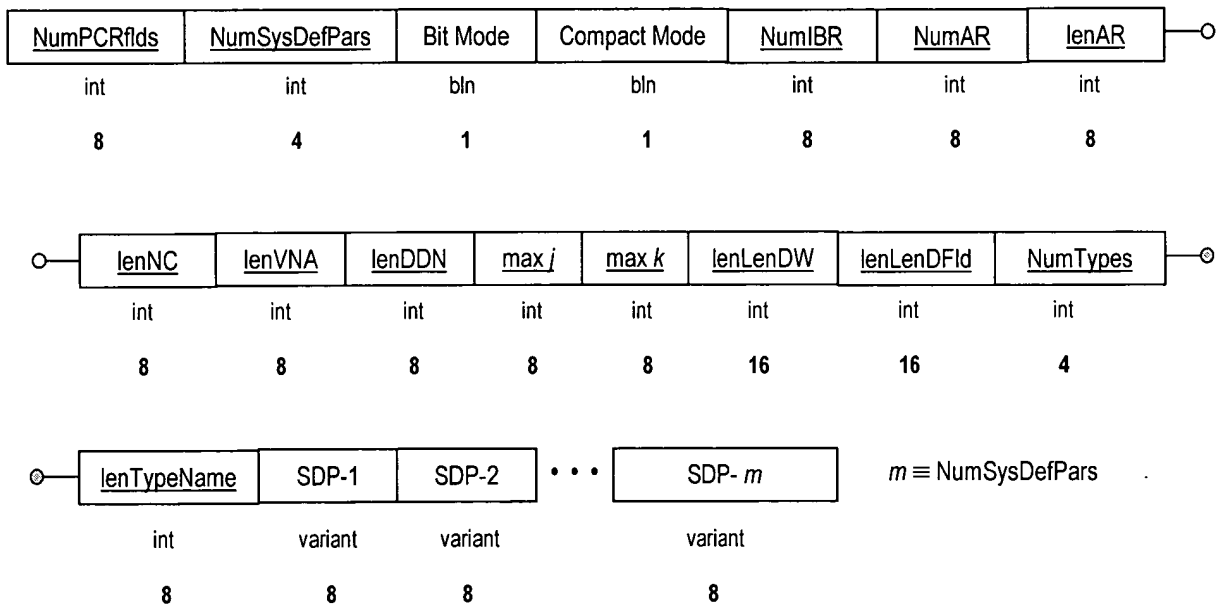 NumPCRflds NumSysDefPars Bit Mode Compact Mode NumIBR NumAR lenAR
int int bln bln int int int
8 4 1 1 8 8 8
lenNC lenVNA lenDDN max j max k lenLenDW lenLenDFld NumTypes
int int int int int int int int
8 8 8 8 8 16 16 4
lenTypeName SDP-1 SDP-2 • • • SDP- m m ≡ NumSysDefPars
int variant variant variant
8 8 8 8